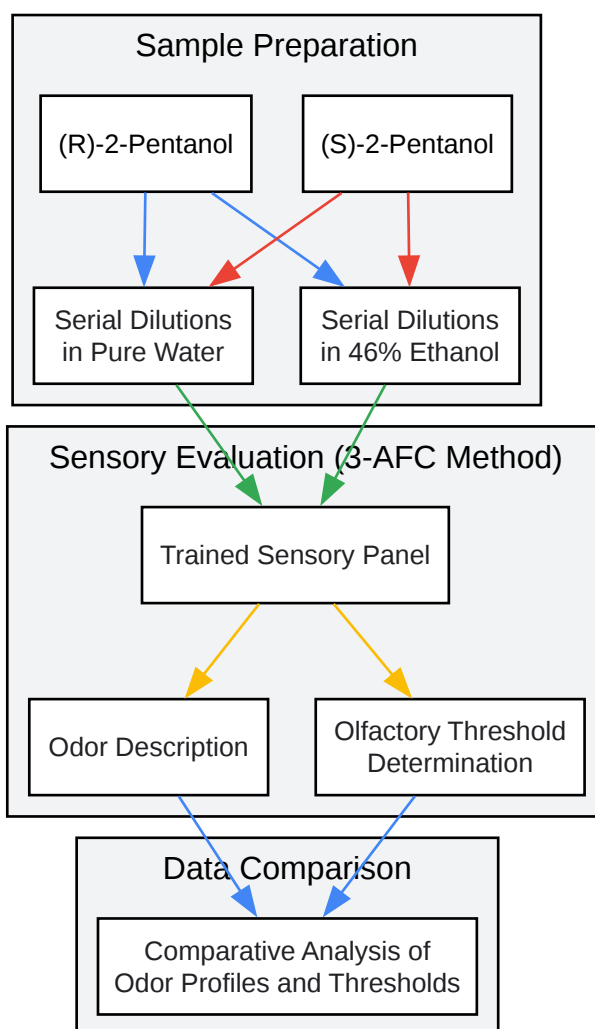 Sample Preparation
(R)-2-Pentanol
(S)-2-Pentanol
Serial Dilutions
in Pure Water
Serial Dilutions
in 46% Ethanol
Sensory Evaluation (3-AFC Method)
Trained Sensory Panel
Odor Description
Olfactory Threshold
Determination
Data Comparison
Comparative Analysis of
Odor Profiles and Thresholds